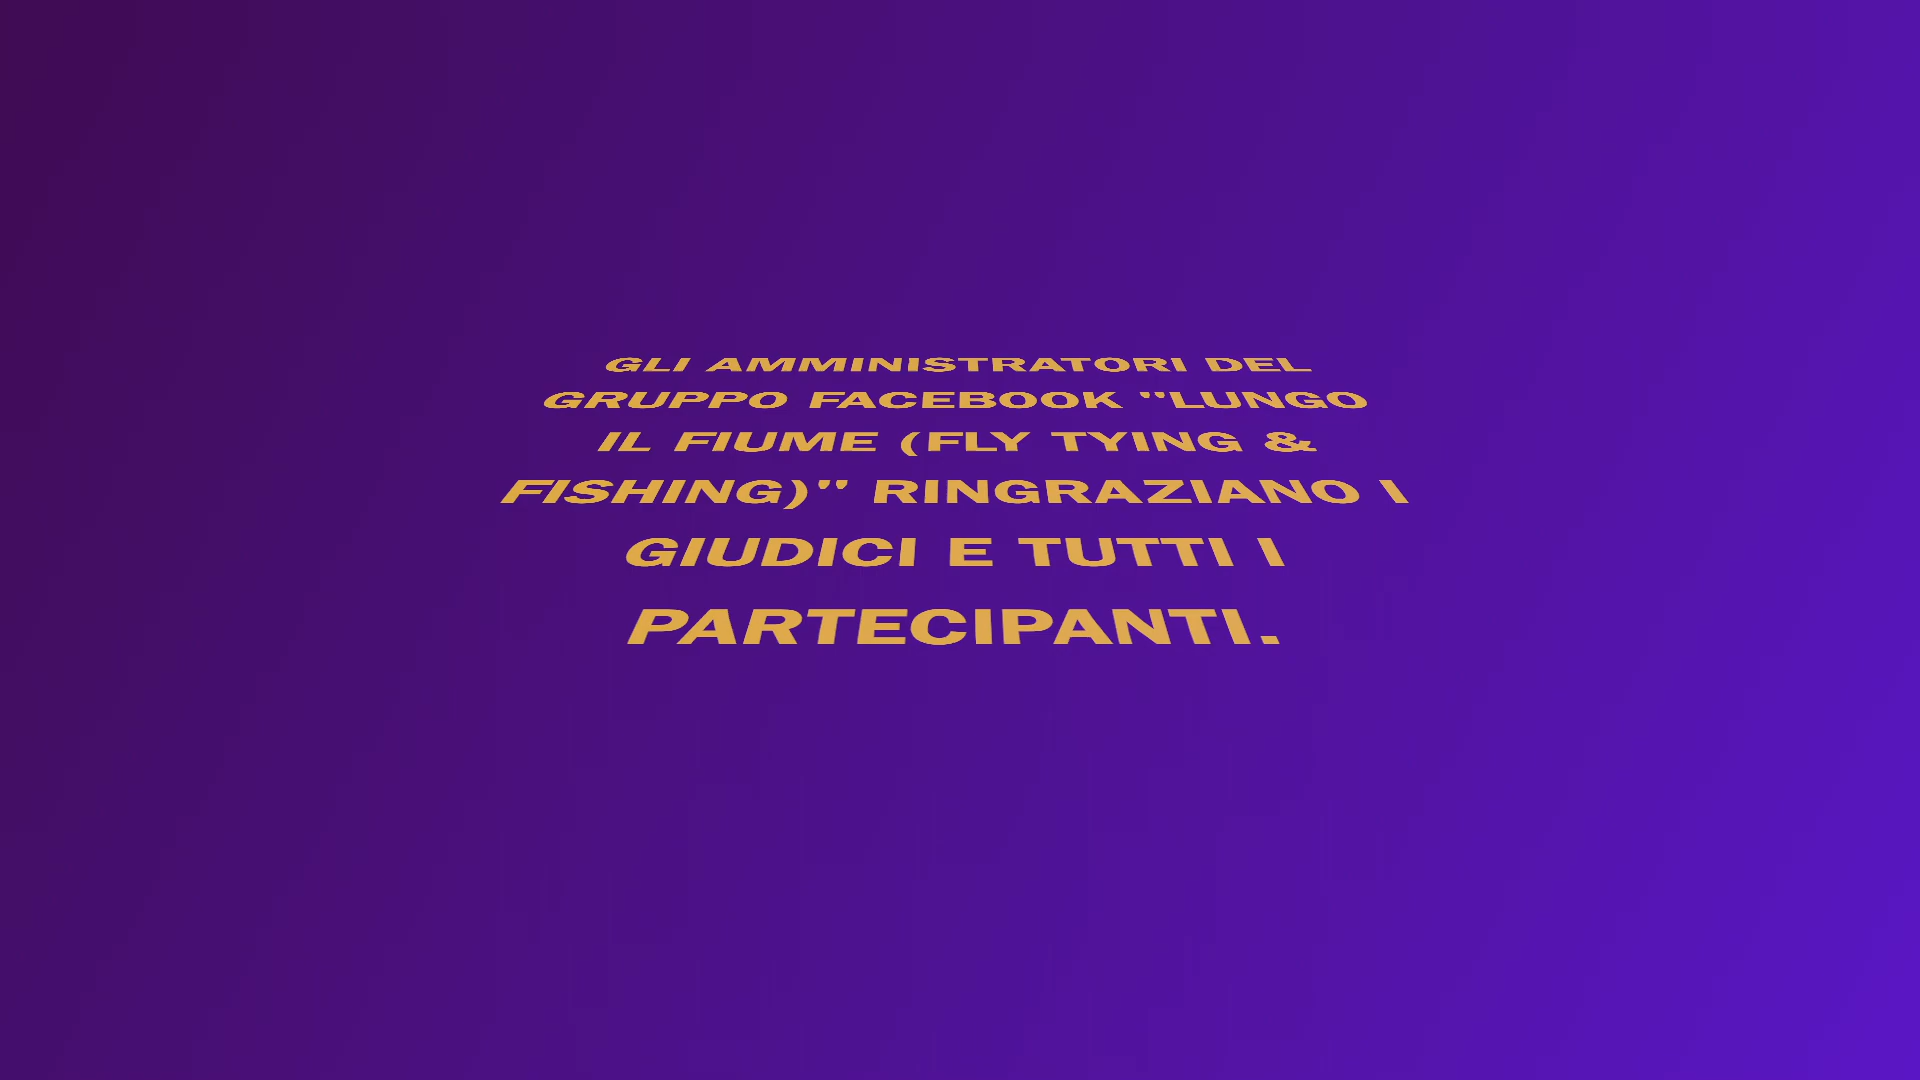 GLI AMMINISTRATORI DEL
GRUPPO FACEBOOK "LUNGO
IL FIUME (FLY TYING &
FISHING)" RINGRAZIANO I
GIUDICI E TUTTI I
PARTECIPANTI.